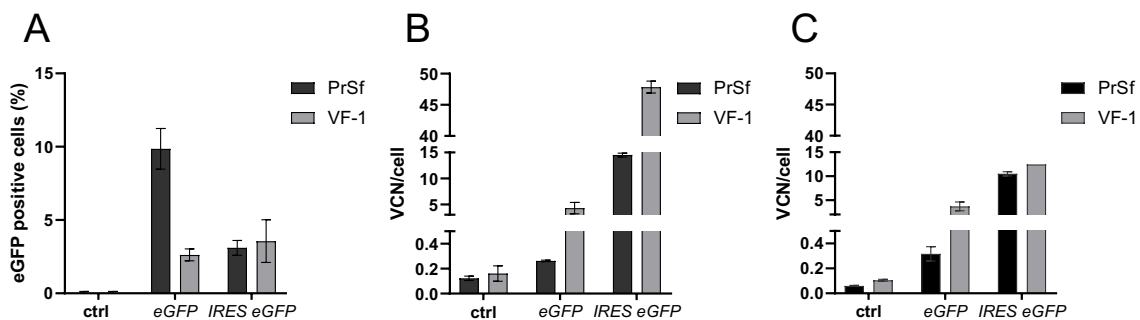 A
eGFP positive cells (%)
15
10
5
0
ctrl
eGFP
IRES eGFP
PrSf
VF-1
B
VCN/cell
50
45
40
15
10
5
0.4
0.2
0.0
ctrl
eGFP
IRES eGFP
PrSf
VF-1
C
VCN/cell
50
45
40
15
10
5
0.4
0.2
0.0
ctrl
eGFP
IRES eGFP
PrSf
VF-1